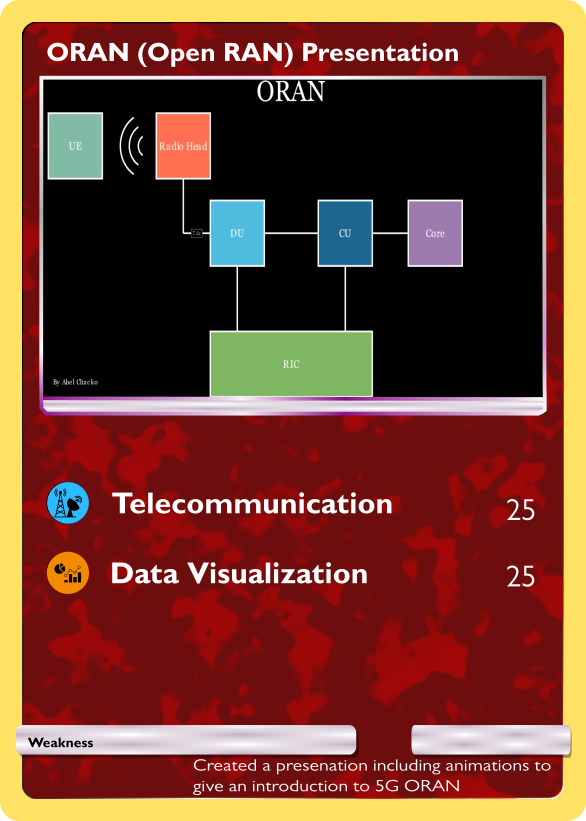 ORAN (Open RAN) Presentation
ORAN
UE
Radio Head
DU
CU
Core
RIC
By Abel Chacko
Telecommunication 25
Data Visualization 25
Weakness
Created a presenation including animations to
give an introduction to 5G ORAN